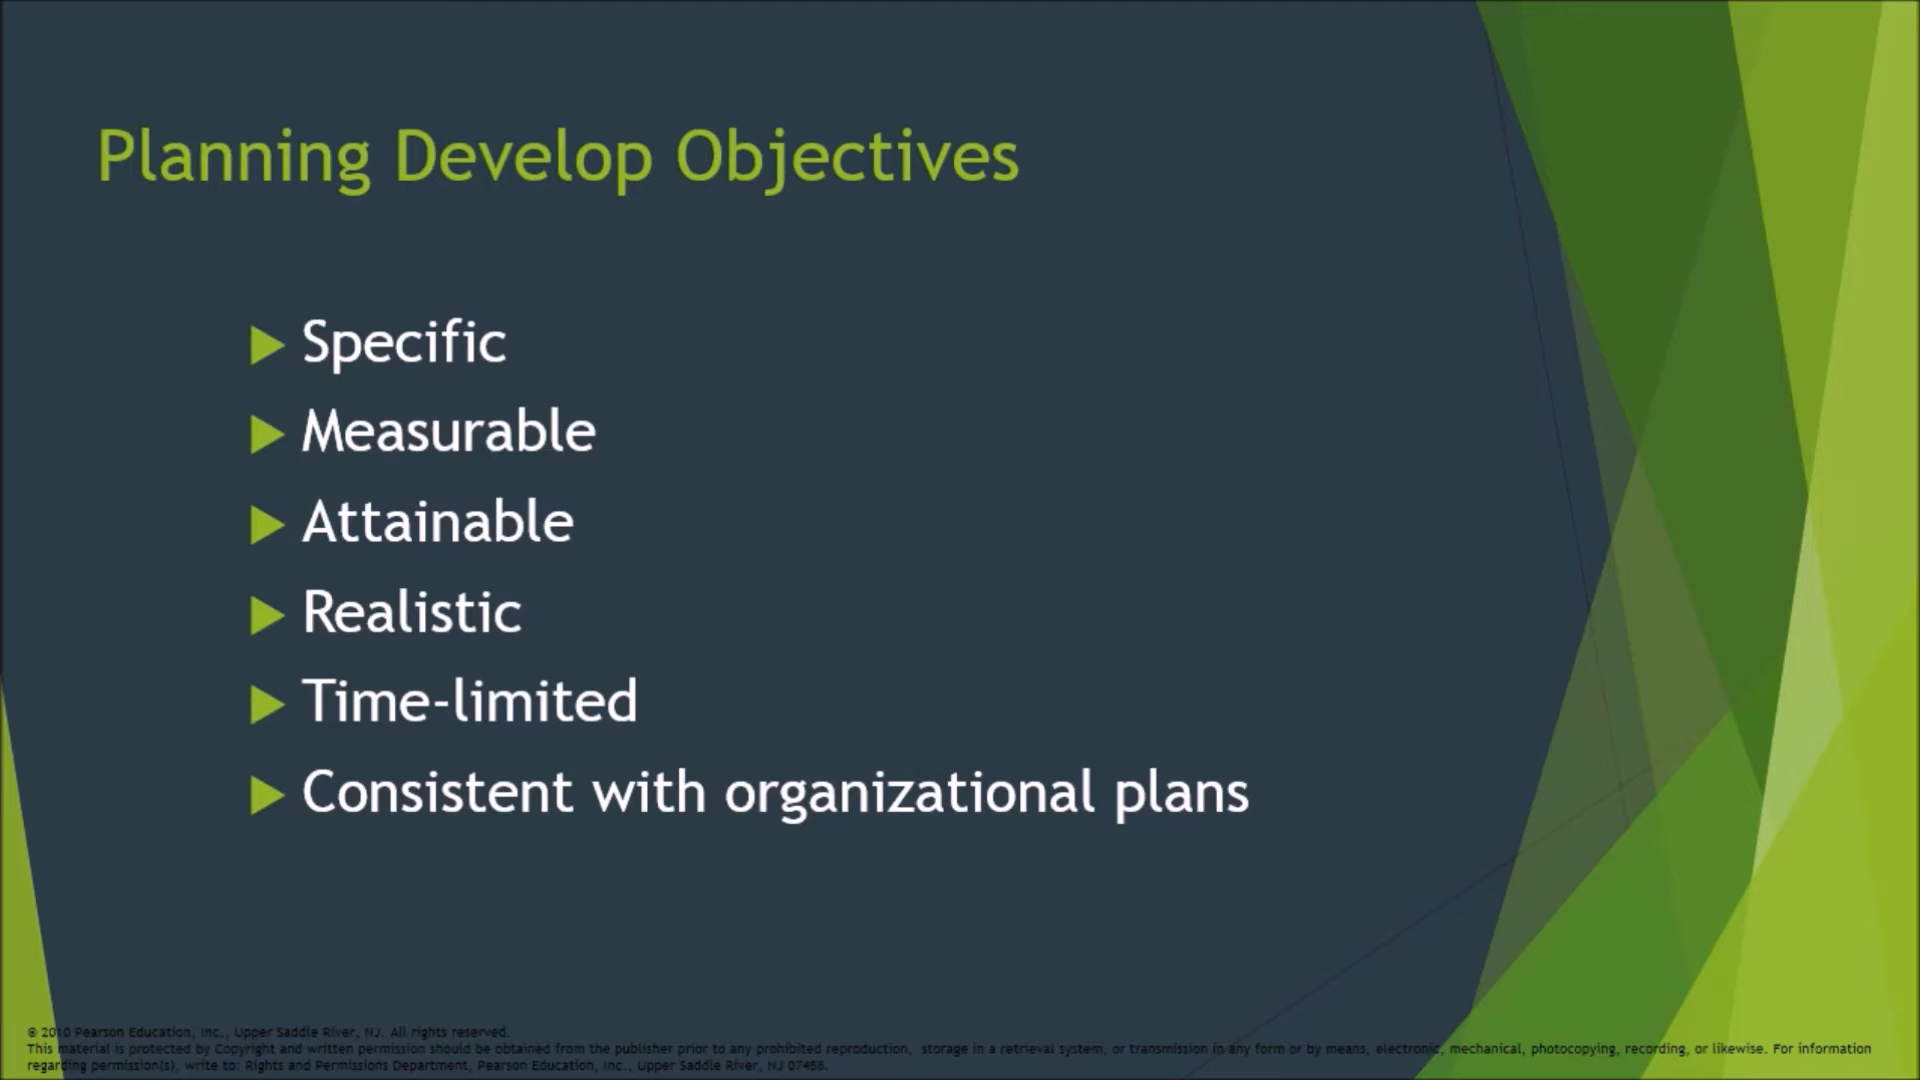 Planning Develop Objectives
Specific
Measurable
Attainable
Realistic
Time-limited
Consistent with organizational plans
© 2010 Pearson Education, Inc., Upper Saddle River, NJ. All rights reserved.
This material is protected by Copyright and written permission should be obtained from the publisher prior to any prohibited reproduction, storage in a retrieval system, or transmission in any form or by means, electronic, mechanical, photocopying, recording, or likewise. For information
regarding permission(s), write to: Rights and Permissions Department, Pearson Education, Inc., Upper Saddle River, NJ 07458.